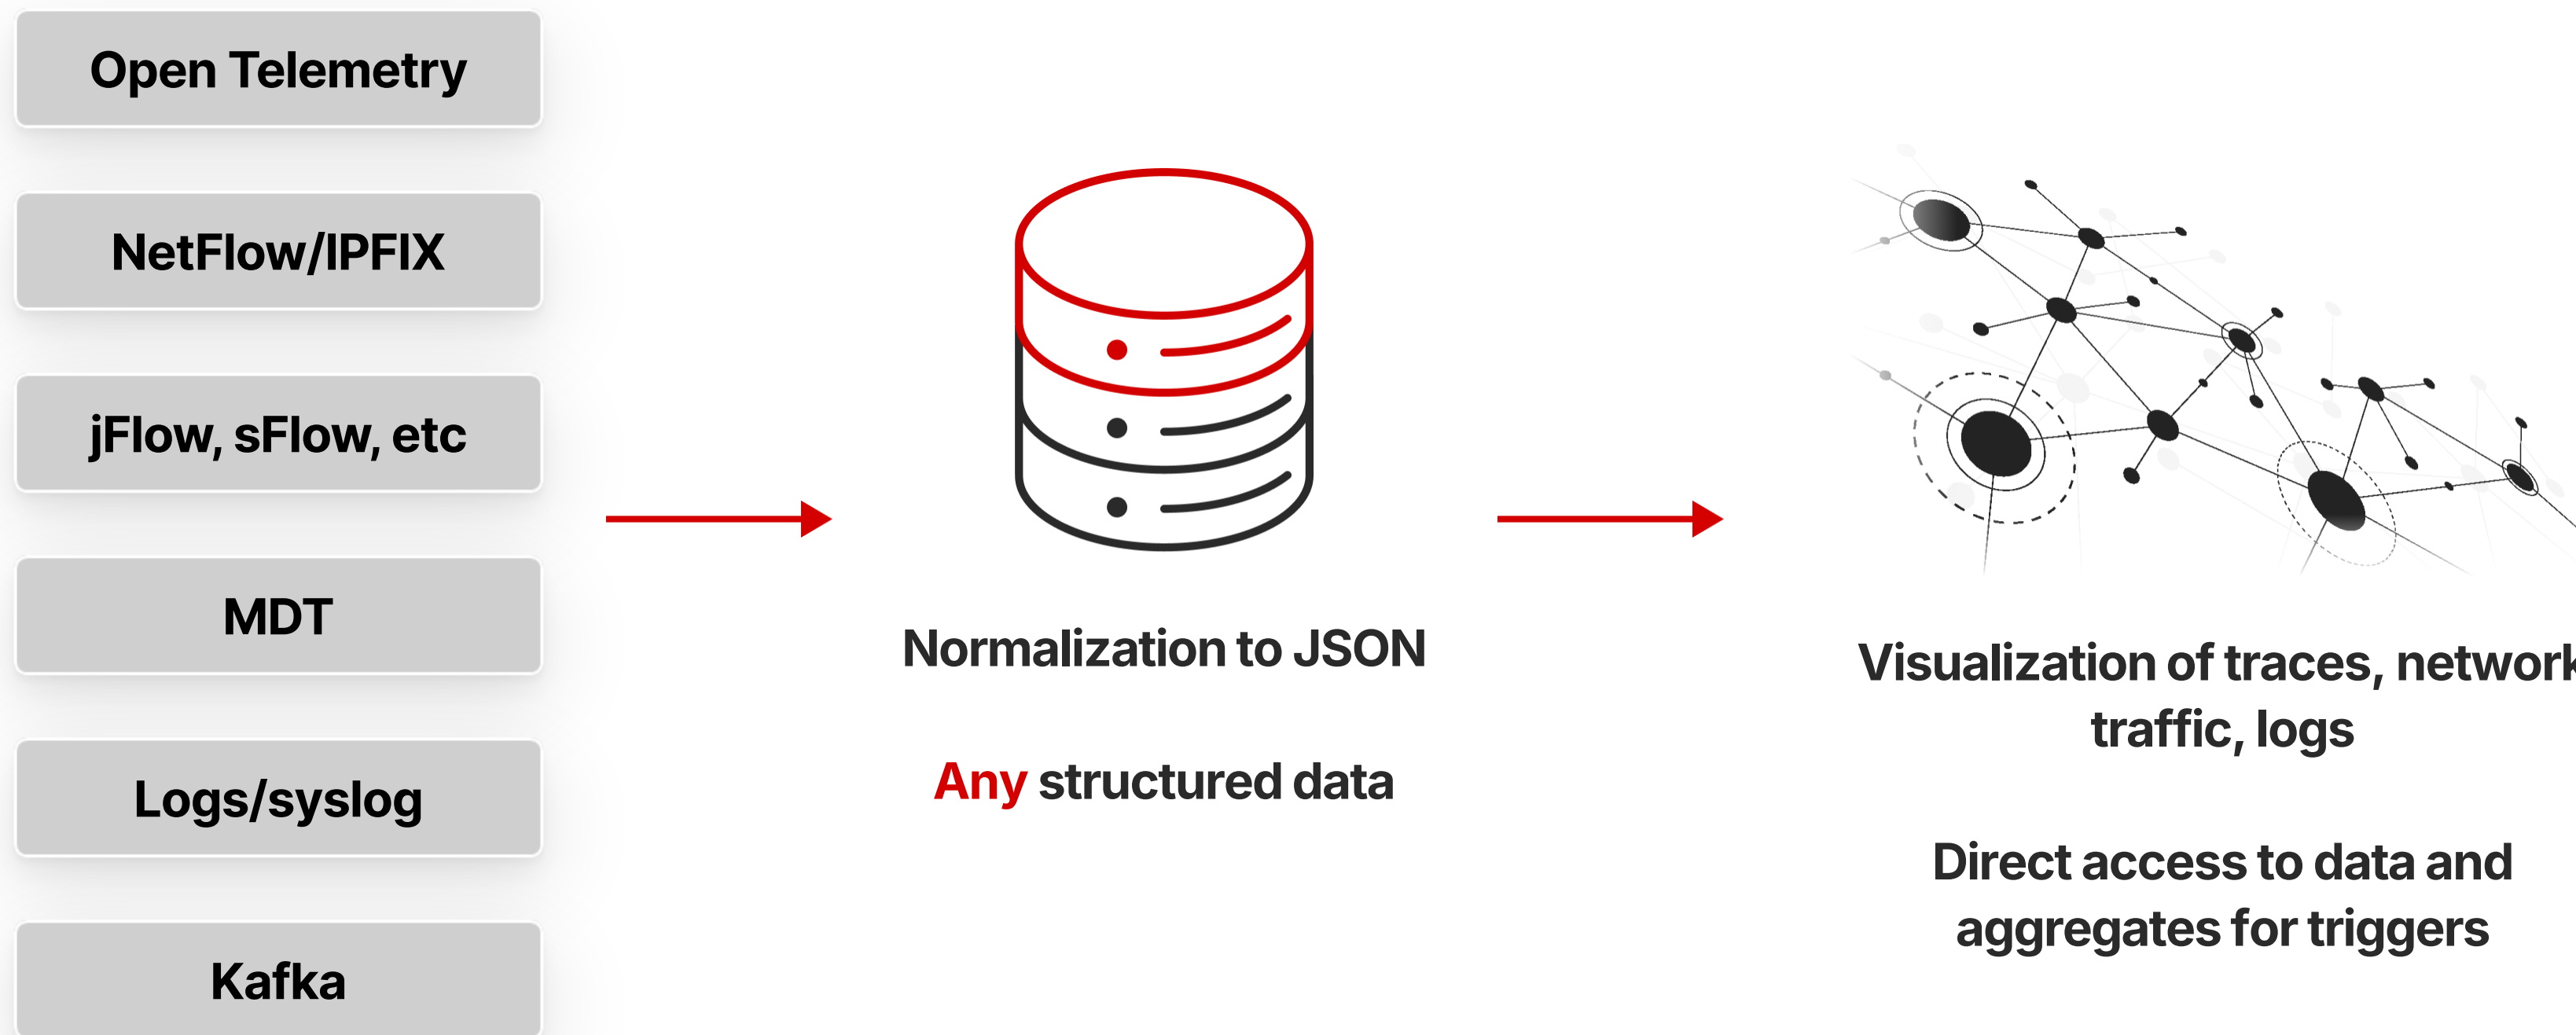 Open Telemetry
NetFlow/IPFIX
jFlow, sFlow, etc
MDT
Logs/syslog
Kafka
Normalization to JSON
Any structured data
Visualization of traces, network
traffic, logs
Direct access to data and
aggregates for triggers